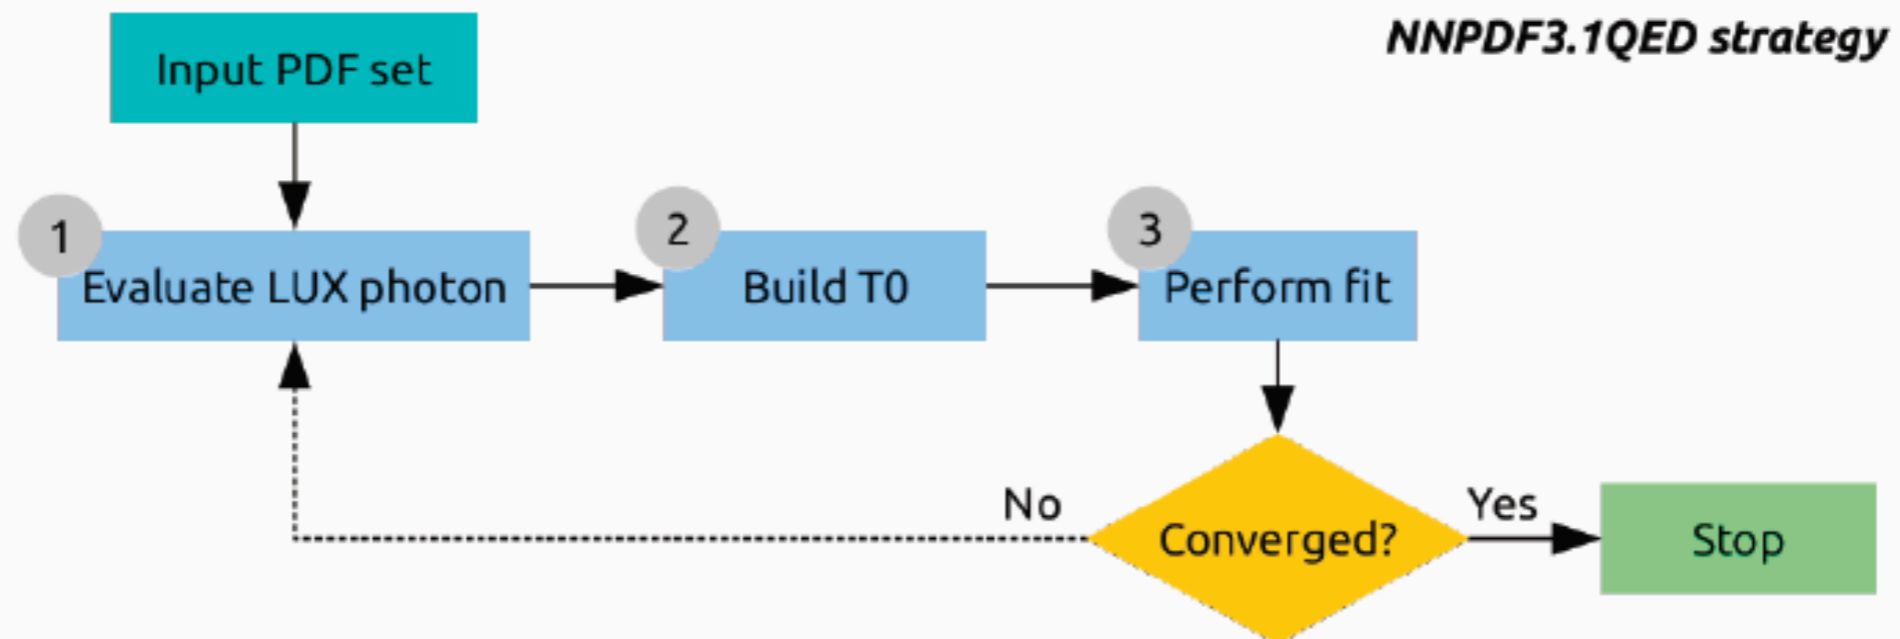 NNPDF3.1QED strategy
Input PDF set
1
Evaluate LUX photon
2
Build T0
3
Perform fit
No
Converged?
Yes
Stop